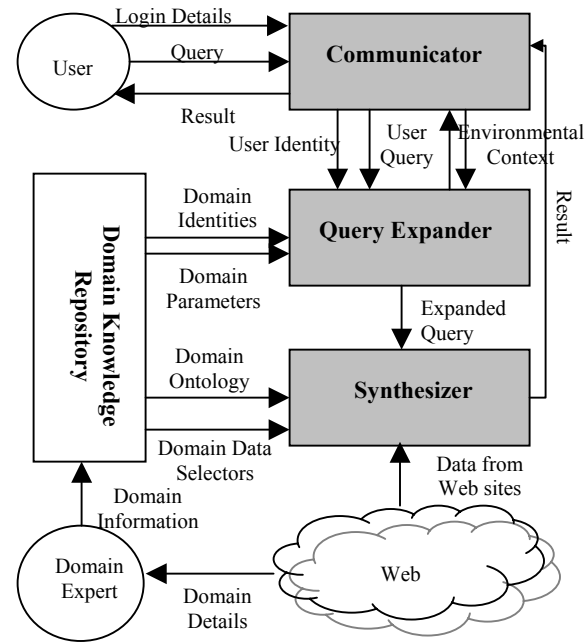 Login Details
Communicator
User
Query
Result
User Identity
User
Query
Environmental
Context
Result
Domain
Identities
Query Expander
Domain Knowledge
Repository
Domain
Parameters
Expanded
Query
Domain
Ontology
Synthesizer
Domain Data
Selectors
Data from
Web sites
Domain
Information
Domain
Expert
Web
Domain
Details